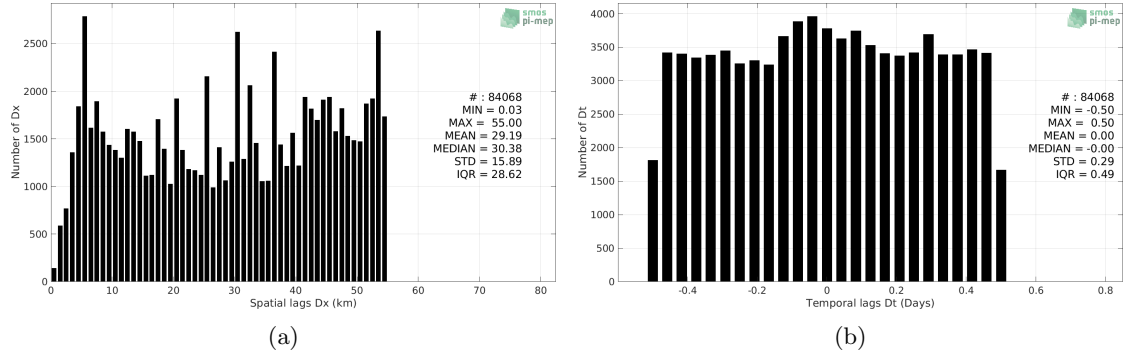 smos
pi-mep
Number of Dx
2500
2000
1500
1000
500
0
0 10 20 30 40 50 60 70 80
Spatial lags Dx (km)
# : 84068
MIN = 0.03
MAX = 55.00
MEAN = 29.19
MEDIAN = 30.38
STD = 15.89
IQR = 28.62
(a)
smos
pi-mep
Number of Dt
4000
3500
3000
2500
2000
1500
1000
500
0
-0.4 -0.2 0 0.2 0.4 0.6 0.8
Temporal lags Dt (Days)
# : 84068
MIN = -0.50
MAX = 0.50
MEAN = 0.00
MEDIAN = -0.00
STD = 0.29
IQR = 0.49
(b)